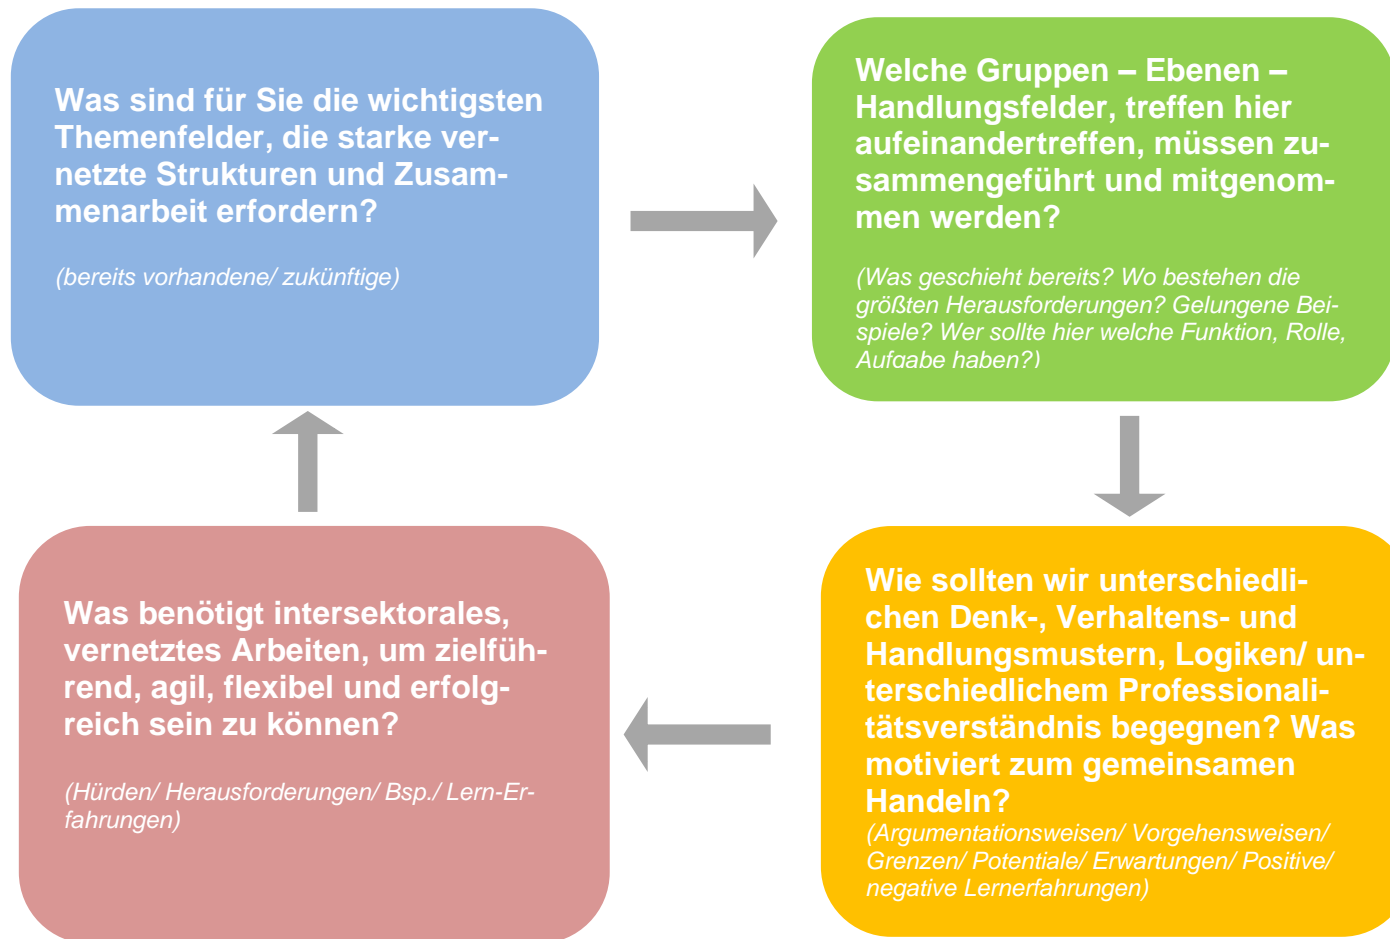 Was sind für Sie die wichtigsten
Themenfelder, die starke ver-
netzte Strukturen und Zusam-
menarbeit erfordern?
(bereits vorhandene/ zukünftige)
Welche Gruppen – Ebenen –
Handlungsfelder, treffen hier
aufeinandertreffen, müssen zu-
sammengeführt und mitgenom-
men werden?
(Was geschieht bereits? Wo bestehen die
größten Herausforderungen? Gelungene Bei-
spiele? Wer sollte hier welche Funktion, Rolle,
Aufgabe haben?)
Wie sollten wir unterschiedli-
chen Denk-, Verhaltens- und
Handlungsmustern, Logiken/ un-
terschiedlichem Professionali-
tätsverständnis begegnen? Was
motiviert zum gemeinsamen
Handeln?
(Argumentationsweisen/ Vorgehensweisen/
Grenzen/ Potentiale/ Erwartungen/ Positive/
negative Lernerfahrungen)
Was benötigt intersektorales,
vernetztes Arbeiten, um zielfüh-
rend, agil, flexibel und erfolg-
reich sein zu können?
(Hürden/ Herausforderungen/ Bsp./ Lern-Er-
fahrungen)